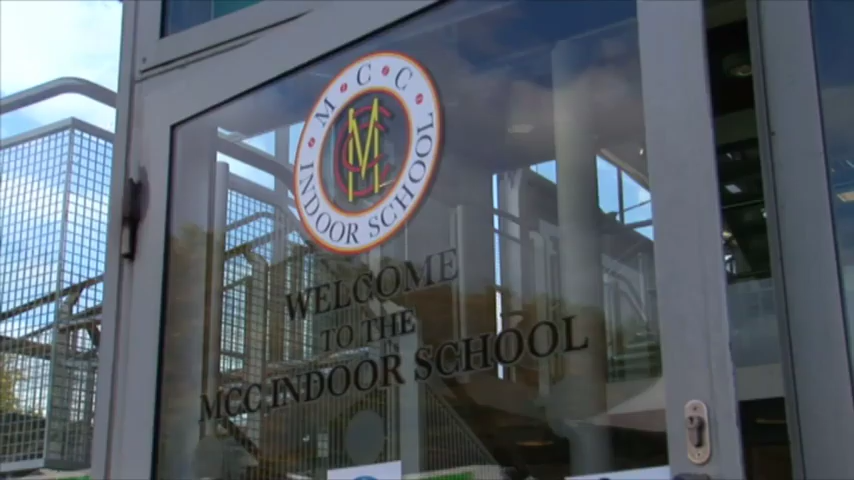 M.C.C.
INDOOR SCHOOL
MCC
WELCOME
TO THE
MCC INDOOR SCHOOL